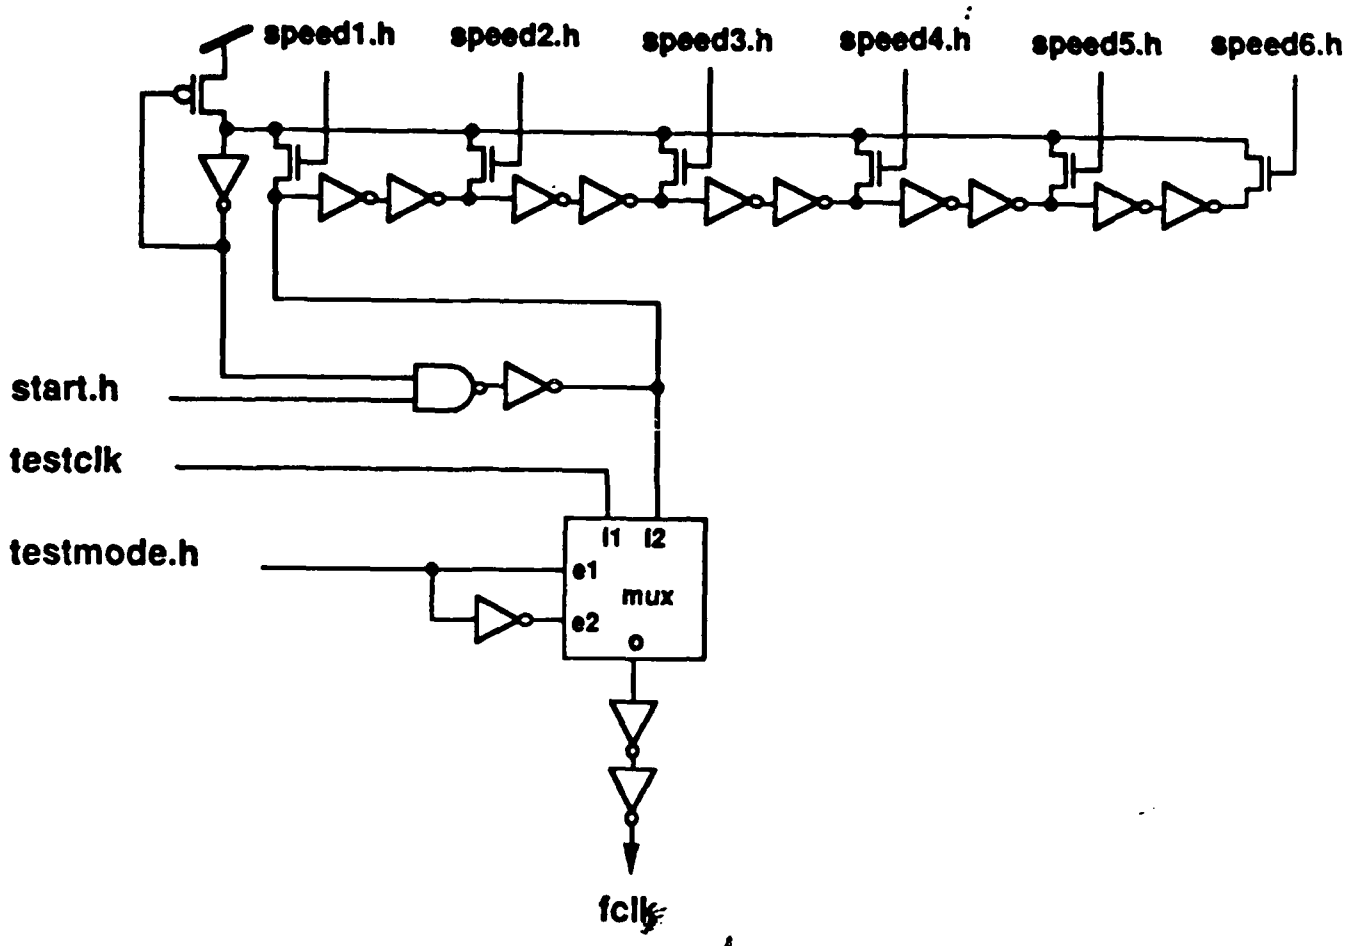 speed1.h speed2.h speed3.h speed4.h speed5.h speed6.h
start.h
testclk
testmode.h
I1 I2
e1
mux
e2
o
fclk